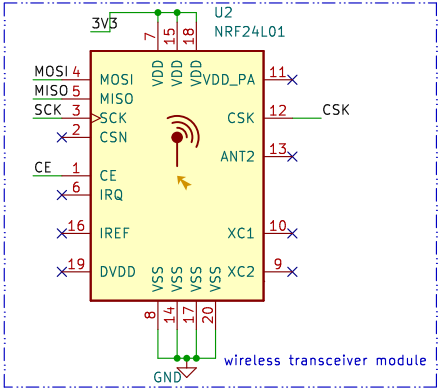 U2
NRF24L01
3V3
7
15
18
VDD
VDD
VDD
MOSI 4 MOSI
VDD_PA 11
MISO 5 MISO
SCK 3 SCK
CSK 12 CSK
2 CSN
ANT2 13
CE 1 CE
6 IRQ
16 IREF
XC1 10
19 DVDD
XC2 9
VSS
VSS
VSS
VSS
8
14
17
20
GND
wireless transceiver module